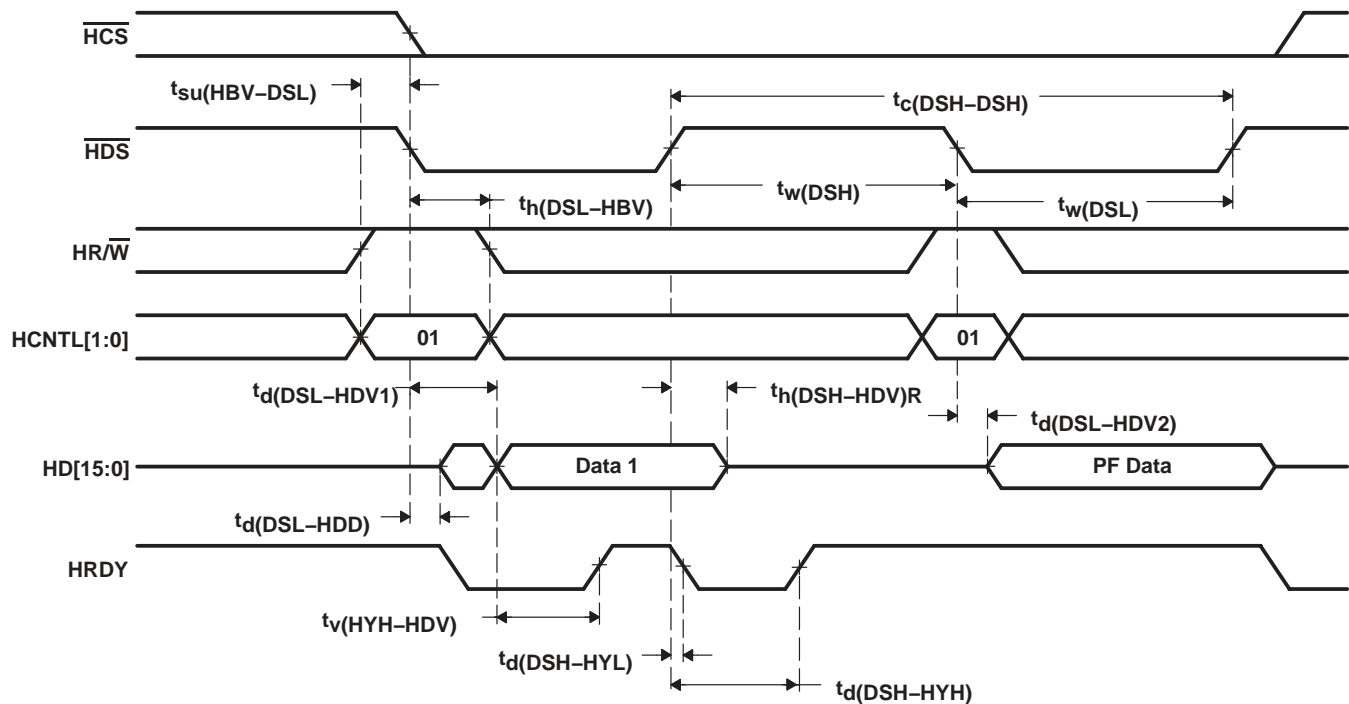 HCS
tsu(HBV–DSL)
tc(DSH–DSH)
HDS
tw(DSH)
th(DSL–HBV)
tw(DSL)
HR/W
HCNTL[1:0]
01
01
td(DSL–HDV1)
th(DSH–HDV)R
td(DSL–HDV2)
HD[15:0]
Data 1
PF Data
td(DSL–HDD)
HRDY
tv(HYH–HDV)
td(DSH–HYL)
td(DSH–HYH)